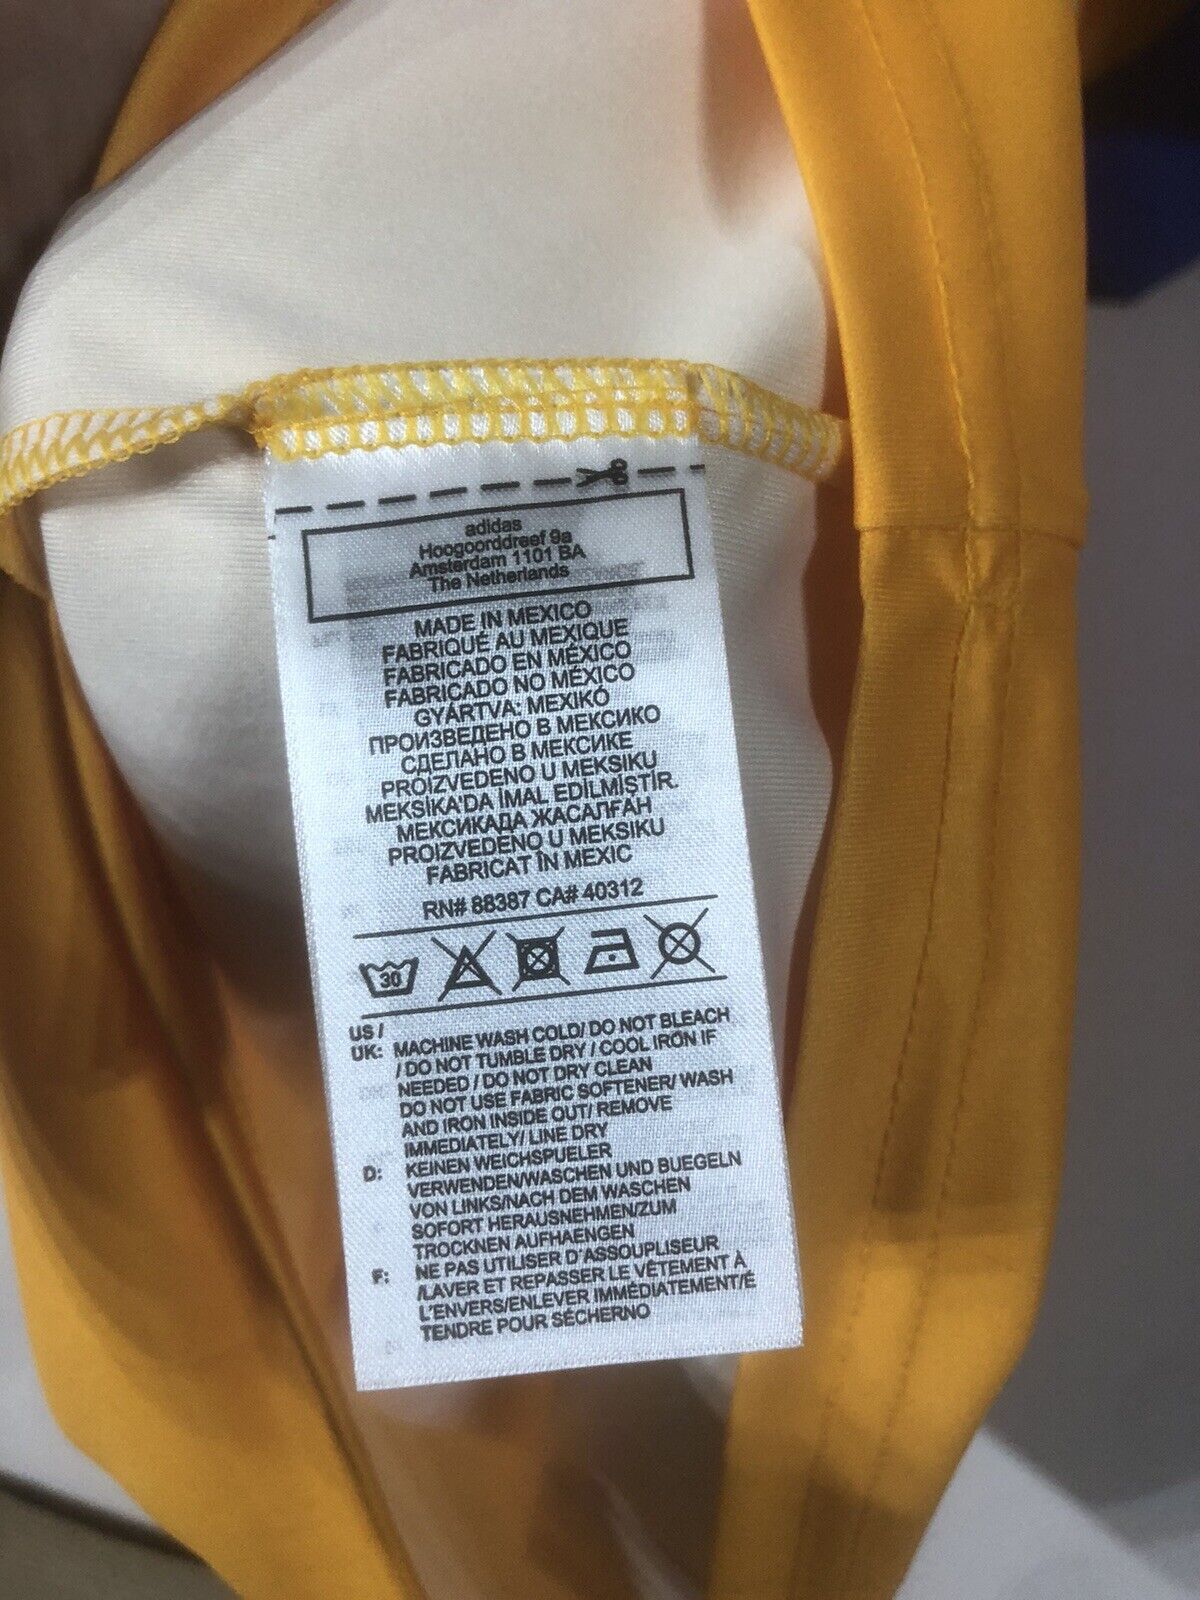 adidas
Hoogoorddreef 9a
Amsterdam 1101 BA
The Netherlands
MADE IN MEXICO
FABRIQUÉ AU MEXIQUE
FABRICADO EN MÉXICO
FABRICADO NO MÉXICO
GYÁRTVA: MEXIKÓ
ПРОИЗВЕДЕНО В МЕКСИКО
СДЕЛАНО В МЕКСИКЕ
PROIZVEDENO U MEKSIKU
MEKSİKA'DA İMAL EDİLMİŞTİR.
МЕКСИКАДА ЖАСАЛҒАН
PROIZVEDENO U MEKSIKU
FABRICAT ÎN MEXIC
RN# 88387 CA# 40312
30
US /
UK: MACHINE WASH COLD/ DO NOT BLEACH
/ DO NOT TUMBLE DRY / COOL IRON IF
NEEDED / DO NOT DRY CLEAN
DO NOT USE FABRIC SOFTENER/ WASH
AND IRON INSIDE OUT/ REMOVE
IMMEDIATELY/ LINE DRY
D: KEINEN WEICHSPUELER
VERWENDEN/WASCHEN UND BUEGELN
VON LINKS/NACH DEM WASCHEN
SOFORT HERAUSNEHMEN/ZUM
TROCKNEN AUFHAENGEN
F: NE PAS UTILISER D'ASSOUPLISEUR
/LAVER ET REPASSER LE VÊTEMENT À
L'ENVERS/ENLEVER IMMÉDIATEMENT/É
TENDRE POUR SÉCHERNO